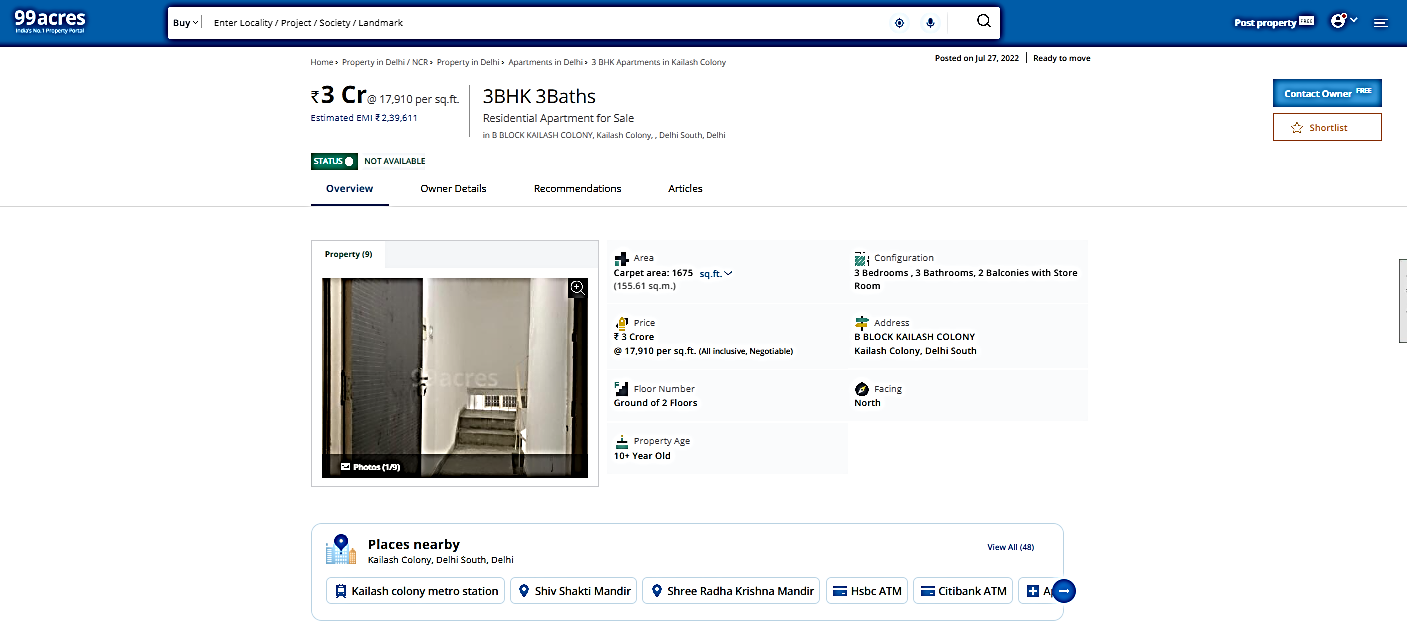 99acres
India's No.1 Property Portal
Buy
Enter Locality / Project / Society / Landmark
Post property FREE
Home › Property in Delhi / NCR › Property in Delhi › Apartments in Delhi › 3 BHK Apartments in Kailash Colony
Posted on Jul 27, 2022 | Ready to move
₹3 Cr @ 17,910 per sq.ft.
Estimated EMI ₹ 2,39,611
3BHK 3Baths
Residential Apartment for Sale
in B BLOCK KAILASH COLONY, Kailash Colony, , Delhi South, Delhi
Contact Owner FREE
Shortlist
STATUS NOT AVAILABLE
Overview
Owner Details
Recommendations
Articles
Property (9)
99acres
Photos (1/9)
Area
Carpet area: 1675 sq.ft.
(155.61 sq.m.)
Configuration
3 Bedrooms , 3 Bathrooms, 2 Balconies with Store
Room
Price
₹ 3 Crore
@ 17,910 per sq.ft. (All inclusive, Negotiable)
Address
B BLOCK KAILASH COLONY
Kailash Colony, Delhi South
Floor Number
Ground of 2 Floors
Facing
North
Property Age
10+ Year Old
Places nearby
Kailash Colony, Delhi South, Delhi
View All (48)
Kailash colony metro station
Shiv Shakti Mandir
Shree Radha Krishna Mandir
Hsbc ATM
Citibank ATM